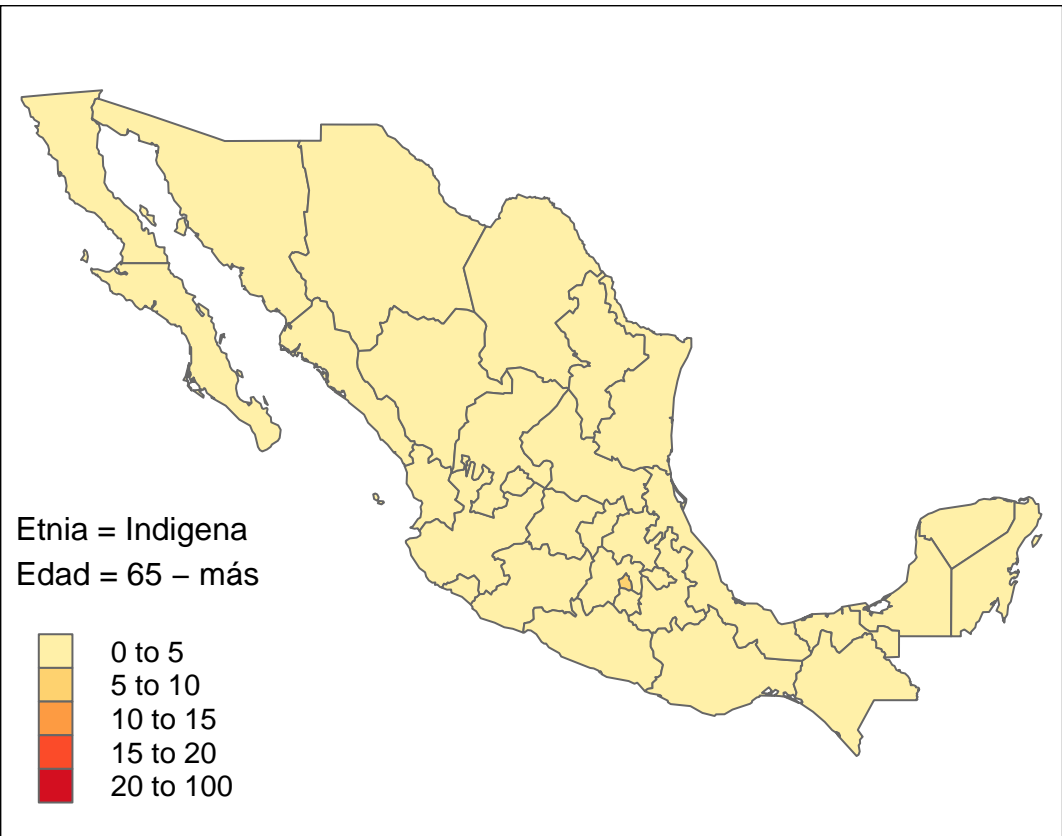 Etnia = Indigena
Edad = 65 − más
0 to 5
5 to 10
10 to 15
15 to 20
20 to 100